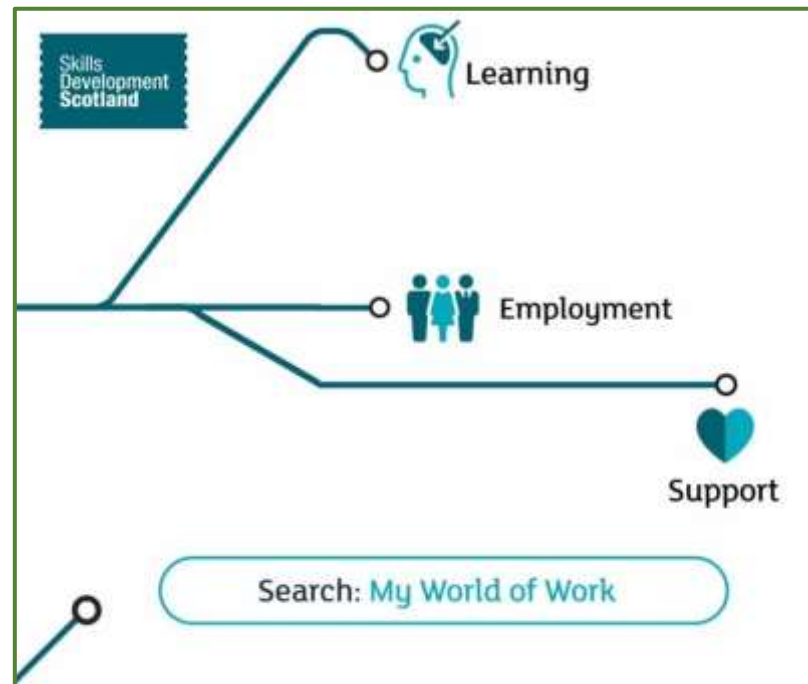 Skills
Development
Scotland
Learning
Employment
Support
Search: My World of Work